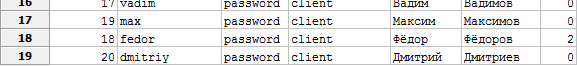 16 17 vadim password client Вадим Вадимов 0
17 19 max password client Максим Максимов 0
18 18 fedor password client Фёдор Фёдоров 2
19 20 dmitriy password client Дмитрий Дмитриев 0